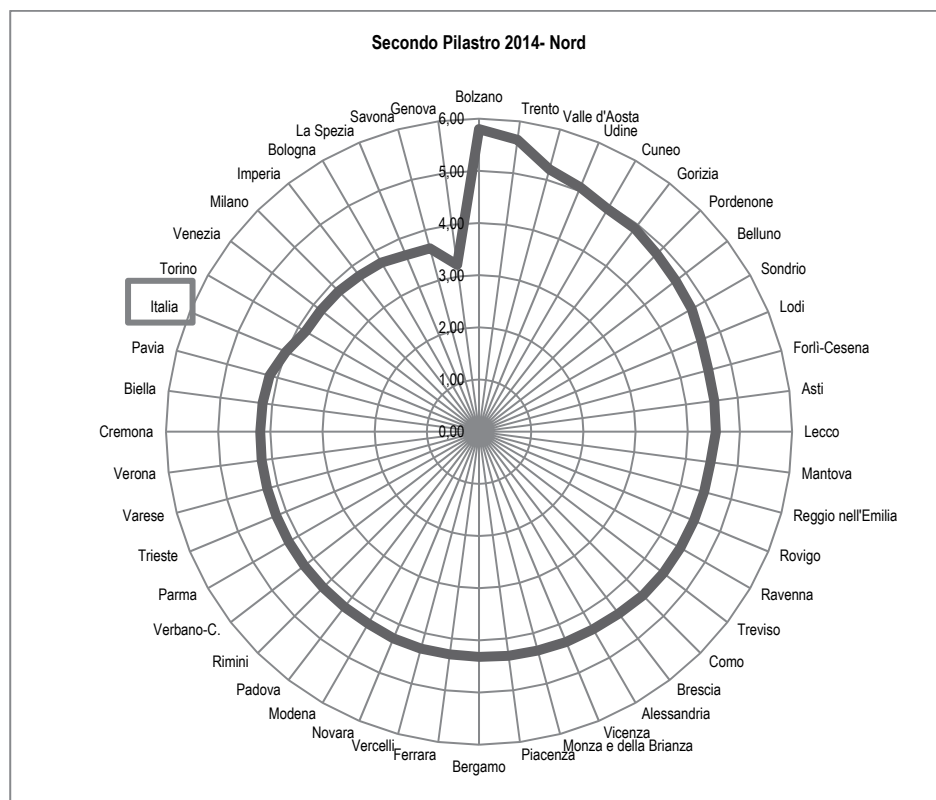 Secondo Pilastro 2014- Nord
Bolzano
Trento
Valle d'Aosta
Udine
Cuneo
Gorizia
Pordenone
Belluno
Sondrio
Lodi
Forlì-Cesena
Asti
Lecco
Mantova
Reggio nell'Emilia
Rovigo
Ravenna
Treviso
Como
Brescia
Alessandria
Vicenza
Monza e della Brianza
Piacenza
Bergamo
Ferrara
Vercelli
Novara
Modena
Padova
Rimini
Verbano-C.
Parma
Trieste
Varese
Verona
Cremona
Biella
Pavia
Italia
Torino
Venezia
Milano
Imperia
Bologna
La Spezia
Savona
Genova
6,00
5,00
4,00
3,00
2,00
1,00
0,00